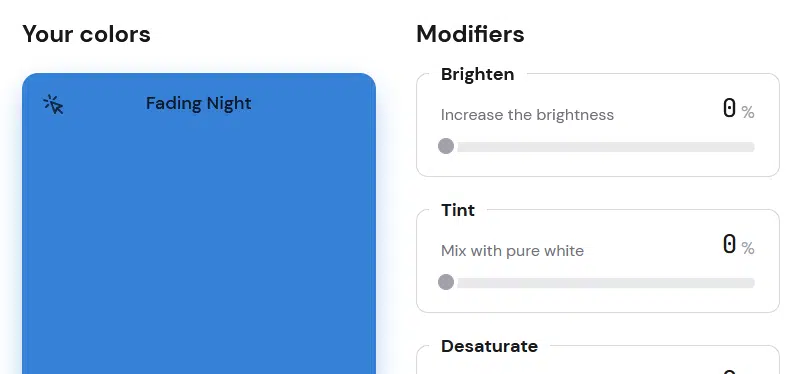 Your colors
Fading Night
Modifiers
Brighten
Increase the brightness
0 %
Tint
Mix with pure white
0 %
Desaturate